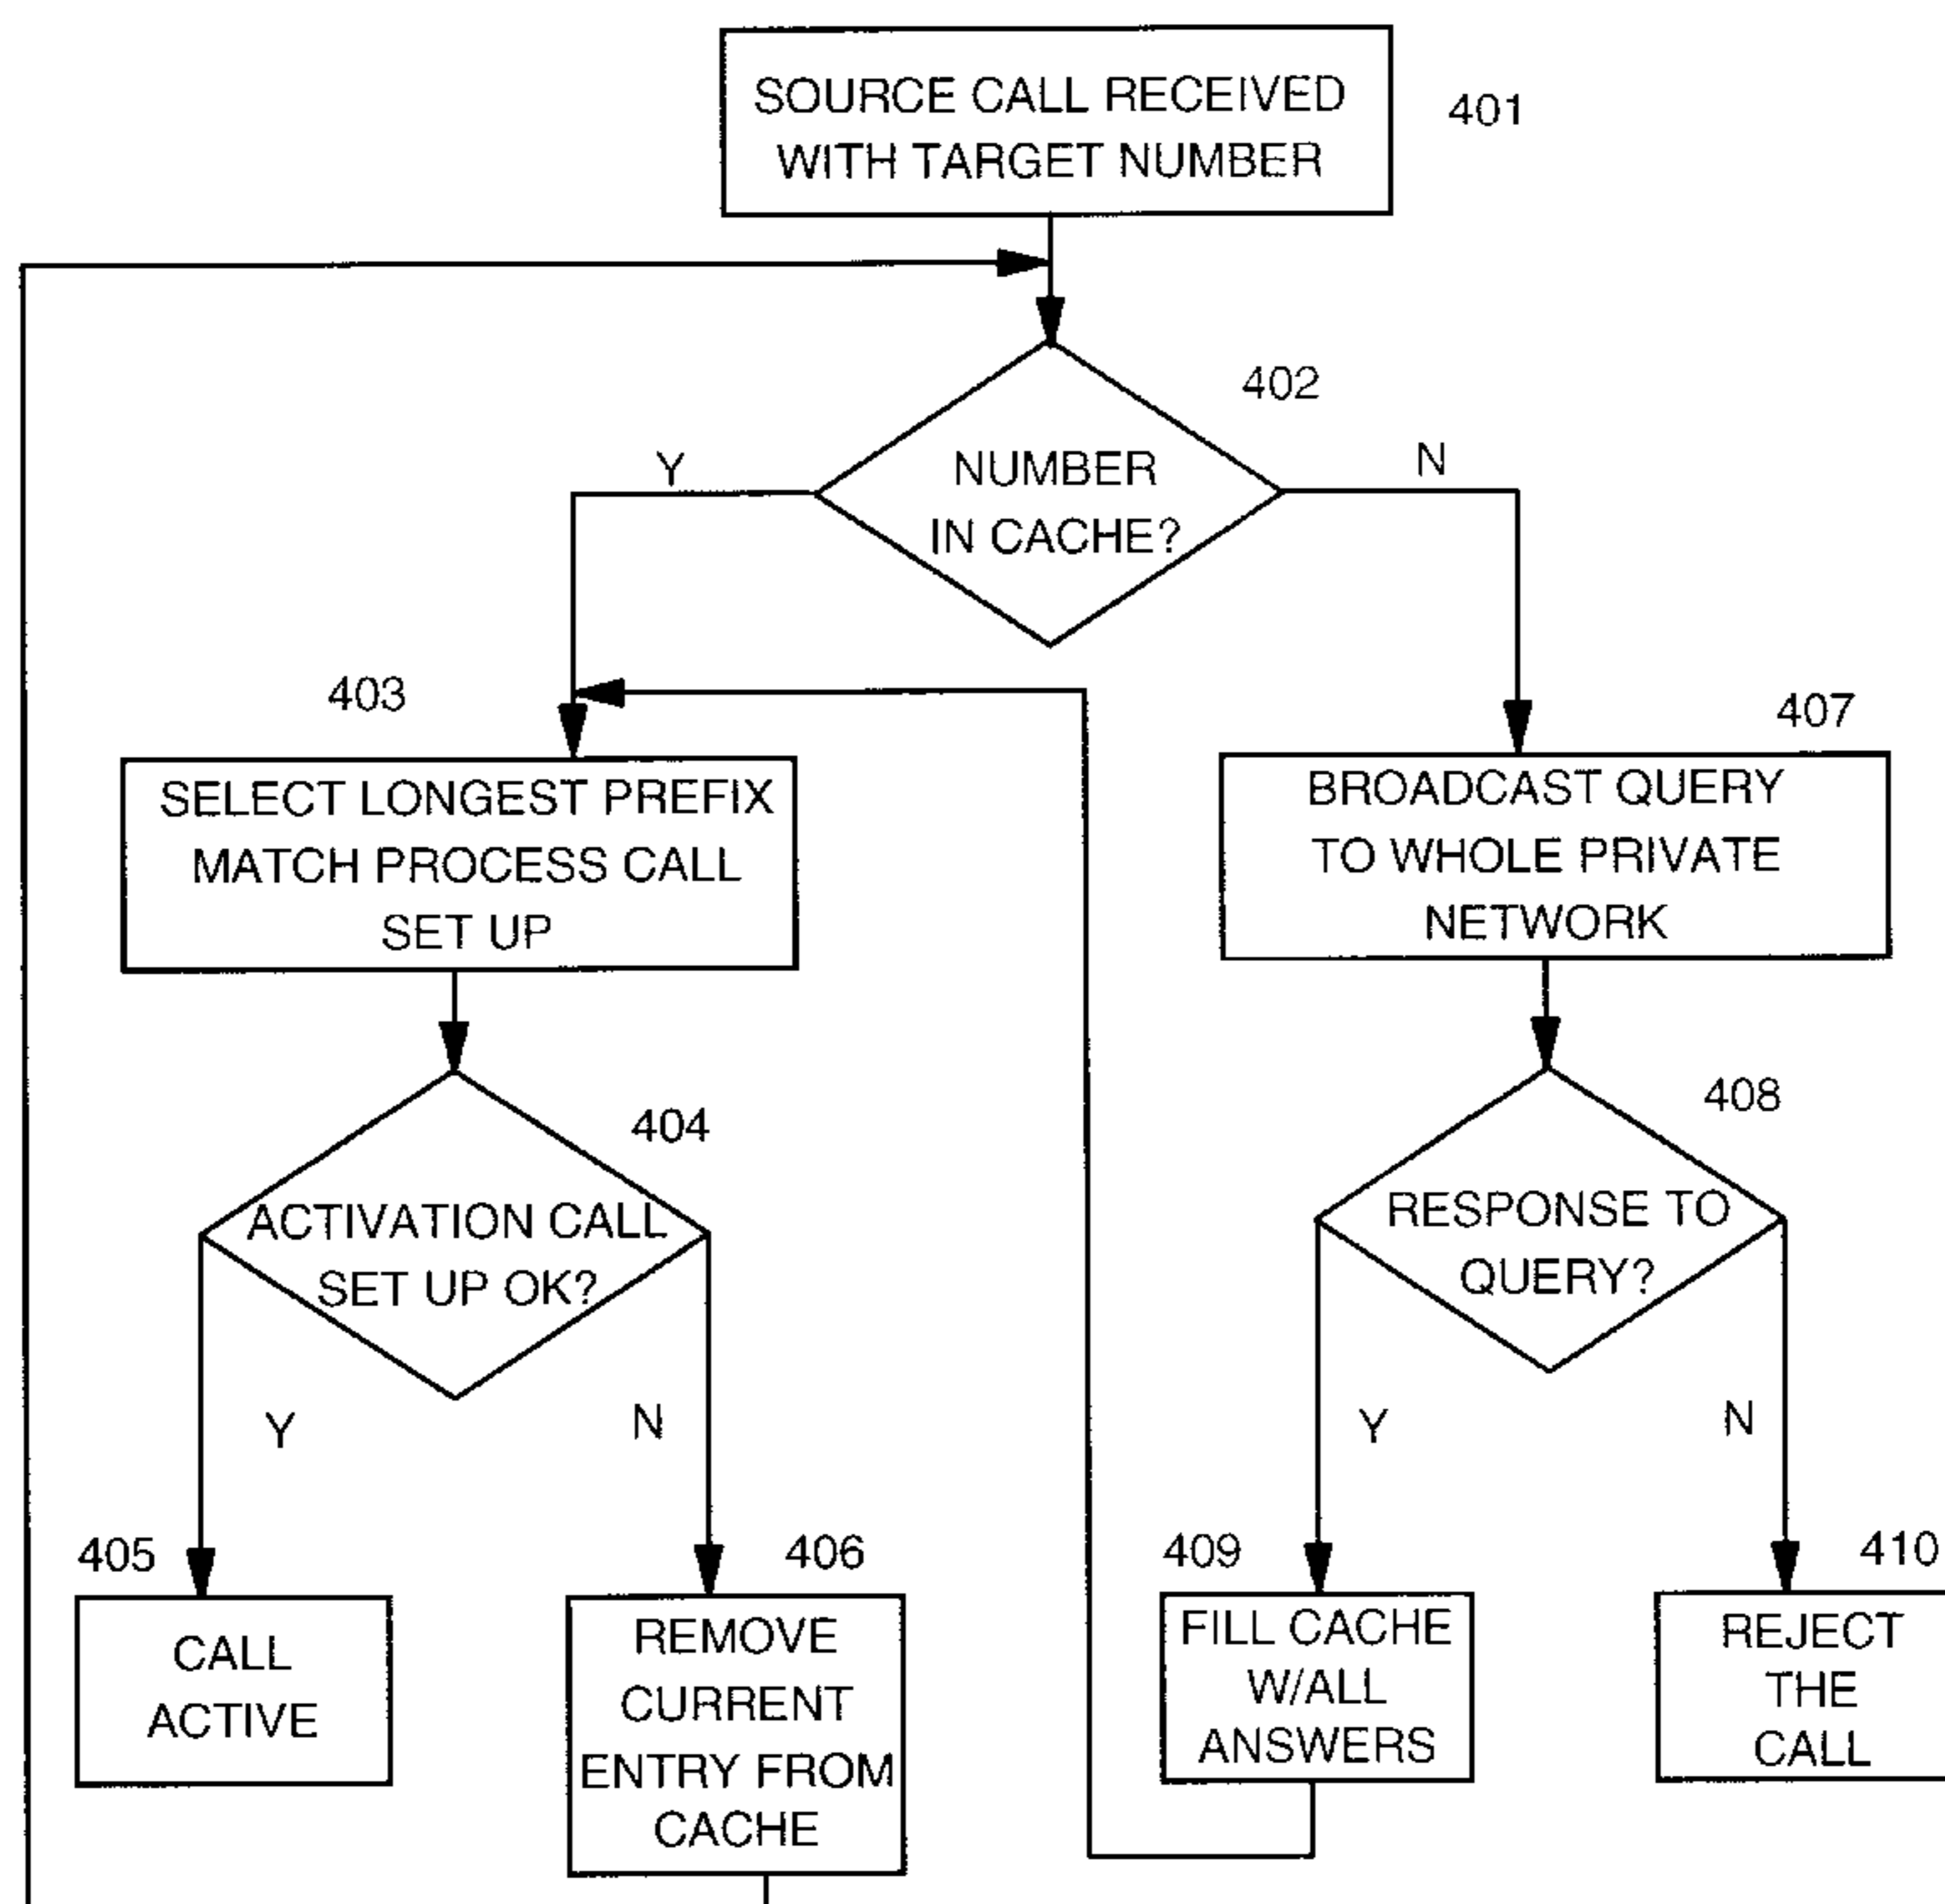 SOURCE CALL RECEIVED
WITH TARGET NUMBER
401
402
NUMBER
IN CACHE?
Y
N
403
SELECT LONGEST PREFIX
MATCH PROCESS CALL
SET UP
407
BROADCAST QUERY
TO WHOLE PRIVATE
NETWORK
404
ACTIVATION CALL
SET UP OK?
Y
N
408
RESPONSE TO
QUERY?
Y
N
405
CALL
ACTIVE
406
REMOVE
CURRENT
ENTRY FROM
CACHE
409
FILL CACHE
W/ALL
ANSWERS
410
REJECT
THE
CALL